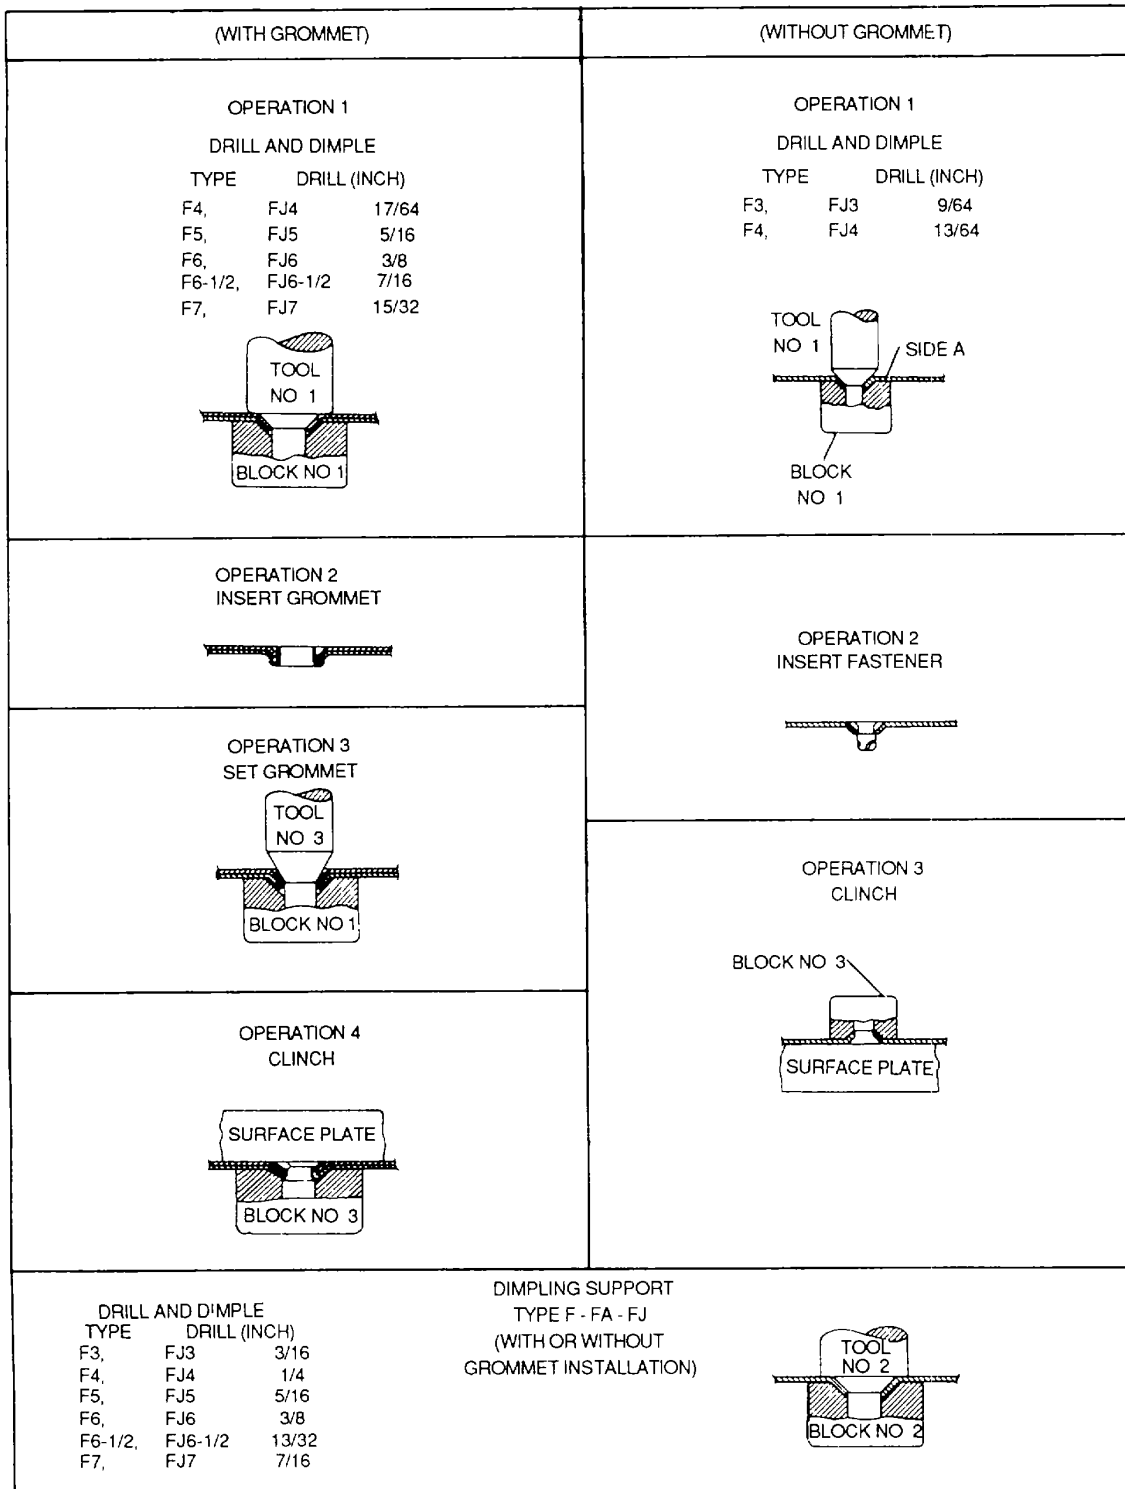 (WITH GROMMET)
OPERATION 1
DRILL AND DIMPLE
TYPE DRILL (INCH)
F4, FJ4 17/64
F5, FJ5 5/16
F6, FJ6 3/8
F6-1/2, FJ6-1/2 7/16
F7, FJ7 15/32
TOOL
NO 1
BLOCK NO 1
OPERATION 2
INSERT GROMMET
OPERATION 3
SET GROMMET
TOOL
NO 3
BLOCK NO 1
OPERATION 4
CLINCH
SURFACE PLATE
BLOCK NO 3
(WITHOUT GROMMET)
OPERATION 1
DRILL AND DIMPLE
TYPE DRILL (INCH)
F3, FJ3 9/64
F4, FJ4 13/64
TOOL
NO 1
SIDE A
BLOCK
NO 1
OPERATION 2
INSERT FASTENER
OPERATION 3
CLINCH
BLOCK NO 3
SURFACE PLATE
DRILL AND DIMPLE
TYPE DRILL (INCH)
F3, FJ3 3/16
F4, FJ4 1/4
F5, FJ5 5/16
F6, FJ6 3/8
F6-1/2, FJ6-1/2 13/32
F7, FJ7 7/16
DIMPLING SUPPORT
TYPE F - FA - FJ
(WITH OR WITHOUT
GROMMET INSTALLATION)
TOOL
NO 2
BLOCK NO 2